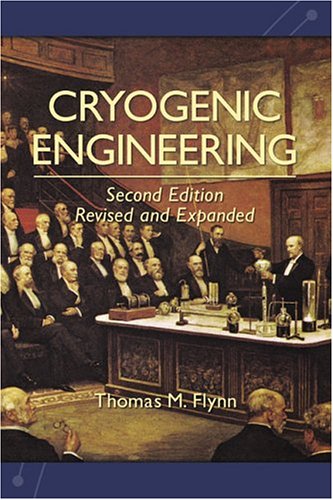 CRYOGENIC
ENGINEERING
Second Edition
Revised and Expanded
Thomas M. Flynn